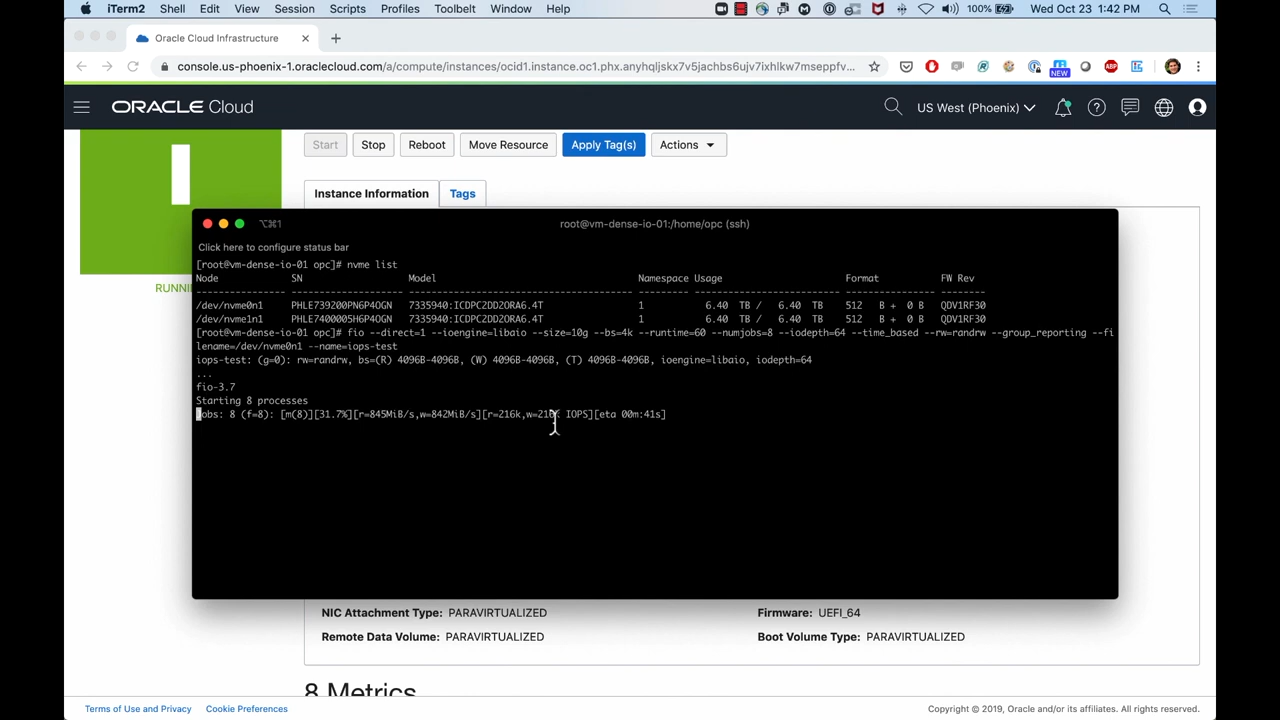 iTerm2 Shell Edit View Session Scripts Profiles Toolbelt Window Help 100% Wed Oct 23 1:42 PM
Oracle Cloud Infrastructure
console.us-phoenix-1.oraclecloud.com/a/compute/instances/ocid1.instance.oc1.phx.anyhqljskx7v5jachbs6ujv7ixhlkw7mseppfv...
NEW ABP
ORACLE Cloud US West (Phoenix)
I
Start Stop Reboot Move Resource Apply Tag(s) Actions
Instance Information Tags
⌥⌘1 root@vm-dense-io-01:/home/opc (ssh)
Click here to configure status bar
[root@vm-dense-io-01 opc]# nvme list
Node SN Model Namespace Usage Format FW Rev
/dev/nvme0n1 PHLE739200PN6P4OGN 7335940:ICDPC2DD2ORA6.4T 1 6.40 TB / 6.40 TB 512 B + 0 B QDV1RF30
/dev/nvme1n1 PHLE7400005H6P4OGN 7335940:ICDPC2DD2ORA6.4T 1 6.40 TB / 6.40 TB 512 B + 0 B QDV1RF30
[root@vm-dense-io-01 opc]# fio --direct=1 --ioengine=libaio --size=10g --bs=4k --runtime=60 --numjobs=8 --iodepth=64 --time_based --rw=randrw --group_reporting --fi
lename=/dev/nvme0n1 --name=iops-test
iops-test: (g=0): rw=randrw, bs=(R) 4096B-4096B, (W) 4096B-4096B, (T) 4096B-4096B, ioengine=libaio, iodepth=64
...
fio-3.7
Starting 8 processes
Jobs: 8 (f=8): [m(8)][31.7%][r=845MiB/s,w=842MiB/s][r=216k,w=216k IOPS][eta 00m:41s]
RUNNI
NIC Attachment Type: PARAVIRTUALIZED Firmware: UEFI_64
Remote Data Volume: PARAVIRTUALIZED Boot Volume Type: PARAVIRTUALIZED
8 Metrics
Terms of Use and Privacy Cookie Preferences Copyright © 2019, Oracle and/or its affiliates. All rights reserved.